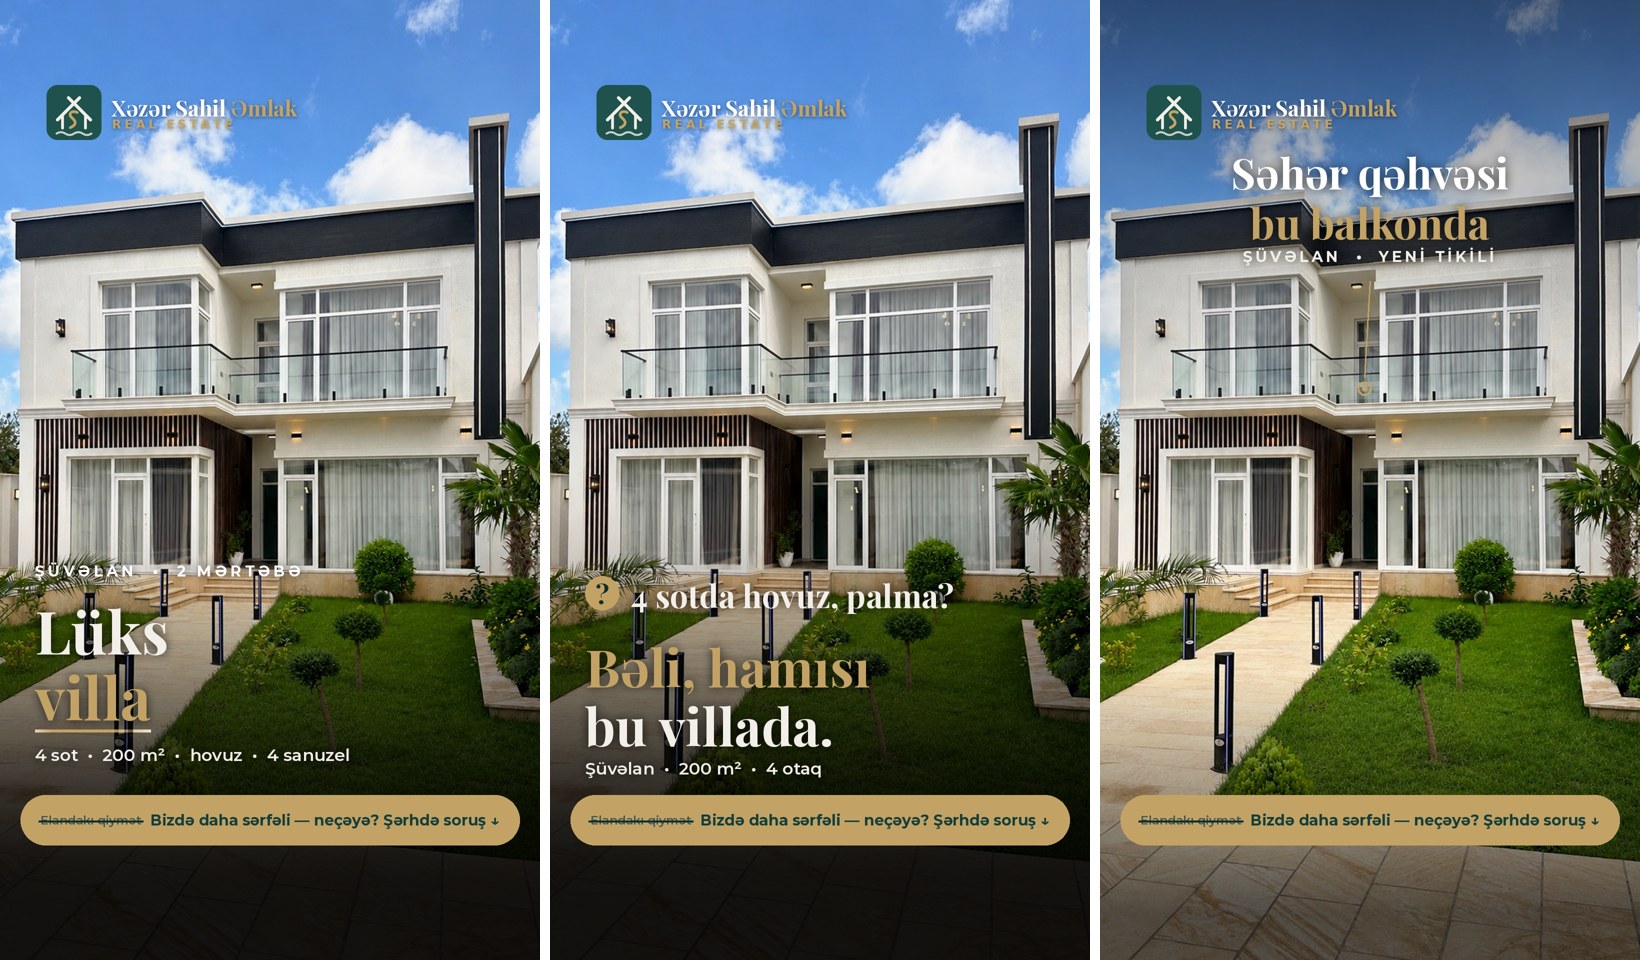 Xəzər Sahil Əmlak
REAL ESTATE
ŞÜVƏLAN • 2 MƏRTƏBƏ
Lüks
villa
4 sot • 200 m² • hovuz • 4 sanuzel
Elandakı qiymət Bizdə daha sərfəli — neçəyə? Şərhdə soruş ↓
Xəzər Sahil Əmlak
REAL ESTATE
? 4 sotda hovuz, palma?
Bəli, hamısı
bu villada.
Şüvəlan • 200 m² • 4 otaq
Elandakı qiymət Bizdə daha sərfəli — neçəyə? Şərhdə soruş ↓
Xəzər Sahil Əmlak
REAL ESTATE
Səhər qəhvəsi
bu balkonda
ŞÜVƏLAN • YENİ TİKİLİ
Elandakı qiymət Bizdə daha sərfəli — neçəyə? Şərhdə soruş ↓